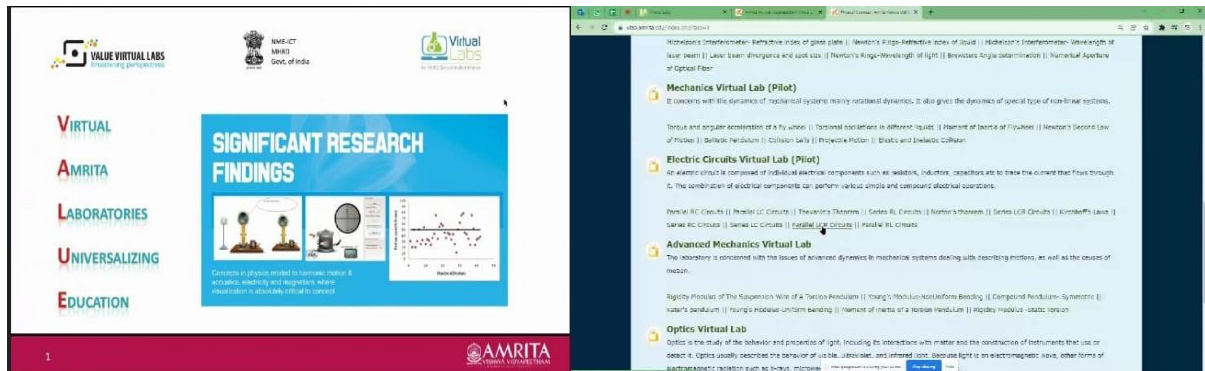 VALUE VIRTUAL LABS
Broadening perspectives
NME-ICT
MHRD
Govt. of India
Virtual
Labs
VIRTUAL
AMRITA
LABORATORIES
UNIVERSALIZING
EDUCATION
SIGNIFICANT RESEARCH
FINDINGS
Concepts in physics related to harmonic motion &
acoustics, electricity and magnetism, where
visualization is absolutely critical to concept
1
AMRITA
VISHWA VIDYAPEETHAM
Michelson's Interferometer- Refractive index of glass plate || Newton's Rings-Refractive index of liquid || Michelson's Interferometer- Wavelength of
laser beam || Laser beam divergence and spot size || Newton's Rings-Wavelength of light || Brewsters Angle determination || Numerical Aperture
of Optical Fiber
Mechanics Virtual Lab (Pilot)
It concerns with the dynamics of mechanical systems mainly rotational dynamics. It also gives the dynamics of special type of non-linear systems.
Torque and angular acceleration of a fly wheel || Torsional oscillations in different liquids || Moment of Inertia of Flywheel || Newton's Second Law
of Motion || Ballistic Pendulum || Collision balls || Projectile Motion || Elastic and Inelastic Collision
Electric Circuits Virtual Lab (Pilot)
An electric circuit is composed of individual electrical components such as resistors, inductors, capacitors etc to trace the current that flows through
it. The combination of electrical components can perform various simple and compound electrical operations.
Parallel RC Circuits || Parallel LC Circuits || Thevenin's Theorem || Series RL Circuits || Norton's theorem || Series LCR Circuits || Kirchoff's Laws ||
Series RC Circuits || Series LC Circuits || Parallel LCR Circuits || Parallel RL Circuits
Advanced Mechanics Virtual Lab
The laboratory is concerned with the issues of advanced dynamics in mechanical systems dealing with describing motions, as well as the causes of
motion.
Rigidity Modulus of The Suspension Wire of A Torsion Pendulum || Young's Modulus-NonUniform Bending || Compound Pendulum- Symmetric ||
Kater's pendulum || Young's Modulus-Uniform Bending || Moment of Inertia of a Torsion Pendulum || Rigidity Modulus -static Torsion
Optics Virtual Lab
Optics is the study of the behavior and properties of light, including its interactions with matter and the construction of instruments that use or
detect it. Optics usually describes the behavior of visible, ultraviolet, and infrared light. Because light is an electromagnetic wave, other forms of
electromagnetic radiation such as X-rays,
Stop sharing
Hide